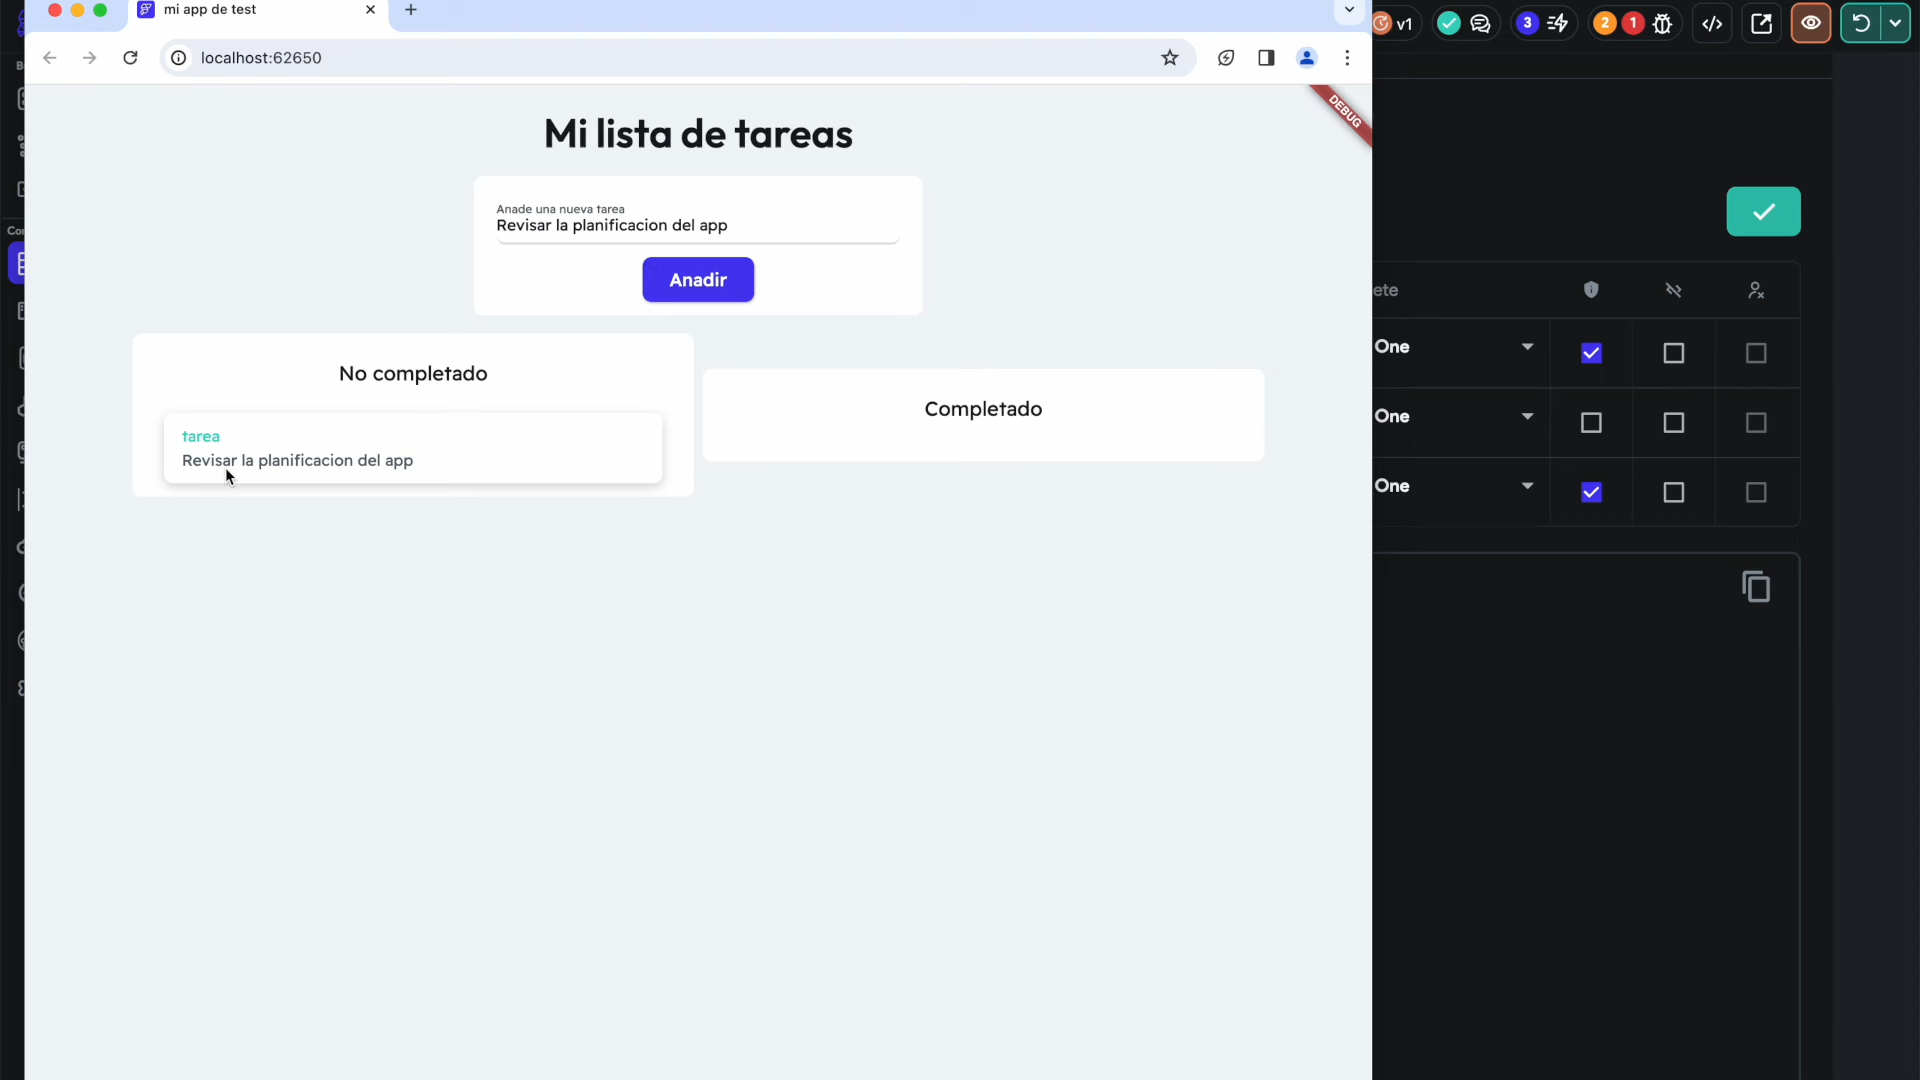 mi app de test
localhost:62650
DEBUG
Mi lista de tareas
Anade una nueva tarea
Revisar la planificacion del app
Anadir
No completado
tarea
Revisar la planificacion del app
Completado
v1
3
2
1
ete
One
One
One
Co